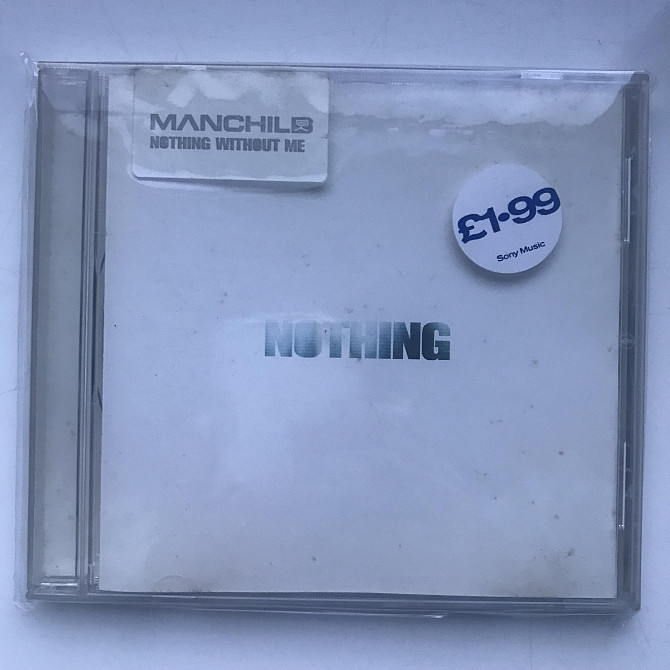 MANCHILD
NOTHING WITHOUT ME
£1·99
Sony Music
NOTHING